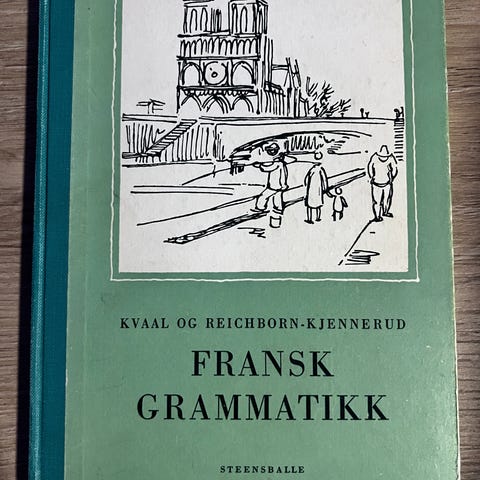 KVAAL OG REICHBORN-KJENNERUD
FRANSK
GRAMMATIKK
STEENSBALLE